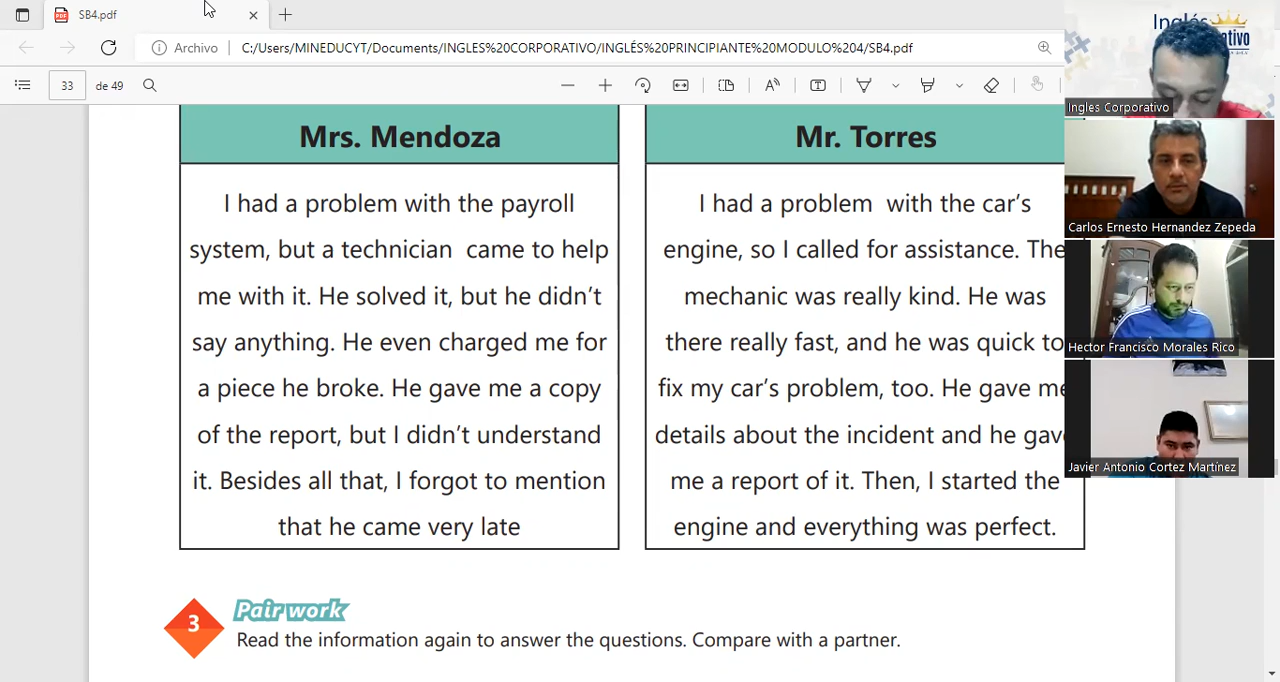 SB4.pdf
Archivo
C:/Users/MINEDUCYT/Documents/INGLES%20CORPORATIVO/INGLÉS%20PRINCIPIANTE%20MODULO%204/SB4.pdf
33 de 49
Mrs. Mendoza
I had a problem with the payroll
system, but a technician came to help
me with it. He solved it, but he didn't
say anything. He even charged me for
a piece he broke. He gave me a copy
of the report, but I didn't understand
it. Besides all that, I forgot to mention
that he came very late
Mr. Torres
I had a problem with the car's
engine, so I called for assistance. The
mechanic was really kind. He was
there really fast, and he was quick to
fix my car's problem, too. He gave me
details about the incident and he gav
me a report of it. Then, I started the
engine and everything was perfect.
3
Pair work
Read the information again to answer the questions. Compare with a partner.
Inglés
Ingles Corporativo
Carlos Ernesto Hernandez Zepeda
Hector Francisco Morales Rico
Javier Antonio Cortez Martínez